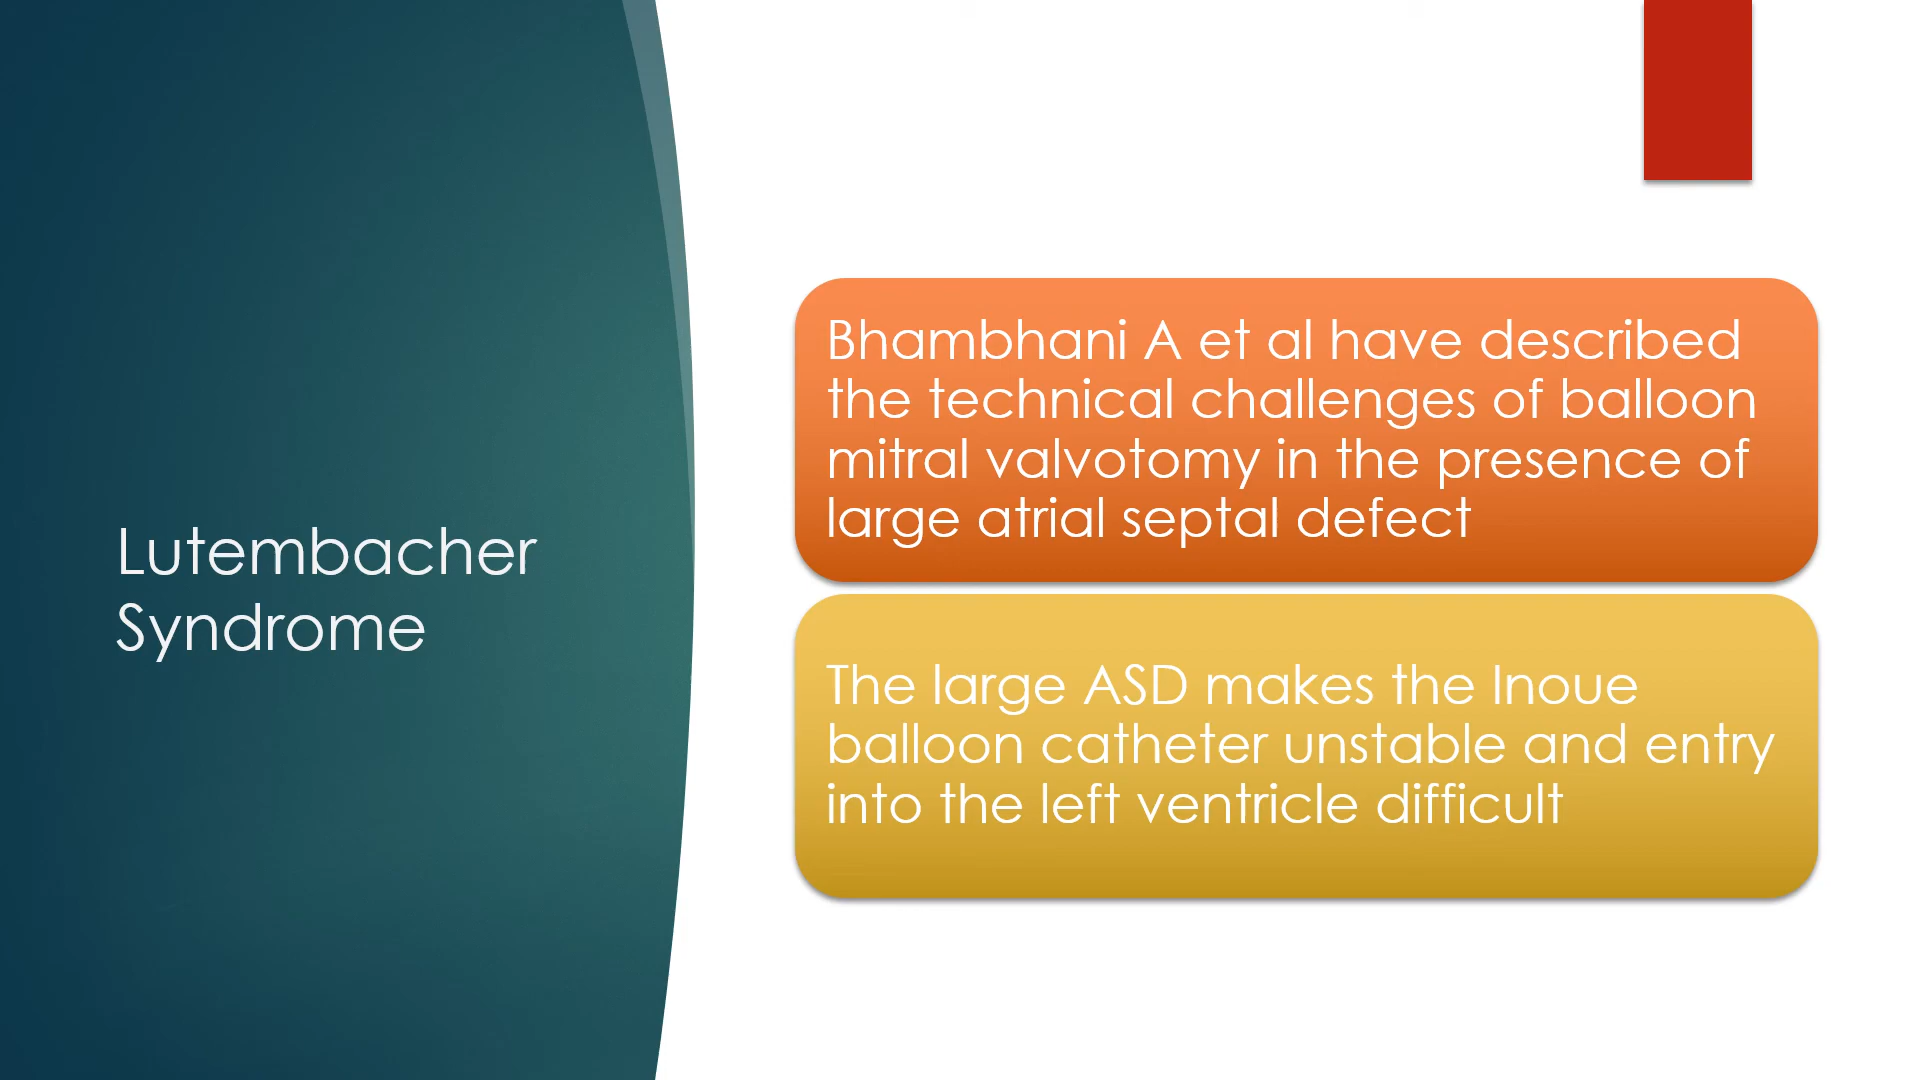 Lutembacher
Syndrome
Bhambhani A et al have described
the technical challenges of balloon
mitral valvotomy in the presence of
large atrial septal defect
The large ASD makes the Inoue
balloon catheter unstable and entry
into the left ventricle difficult